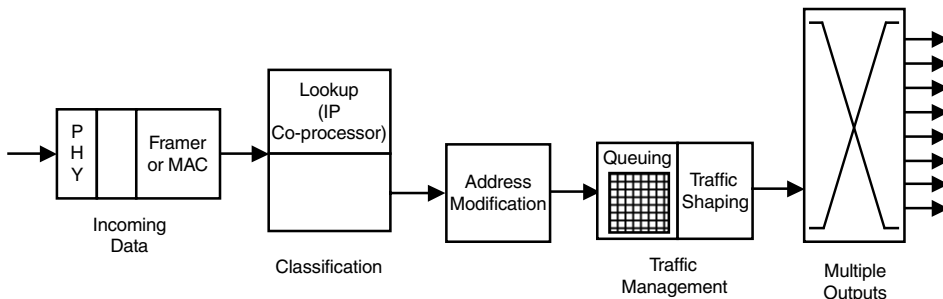 P
H
Y
Framer
or MAC
Incoming
Data
Lookup
(IP
Co-processor)
Classification
Address
Modification
Queuing
Traffic
Shaping
Traffic
Management
Multiple
Outputs